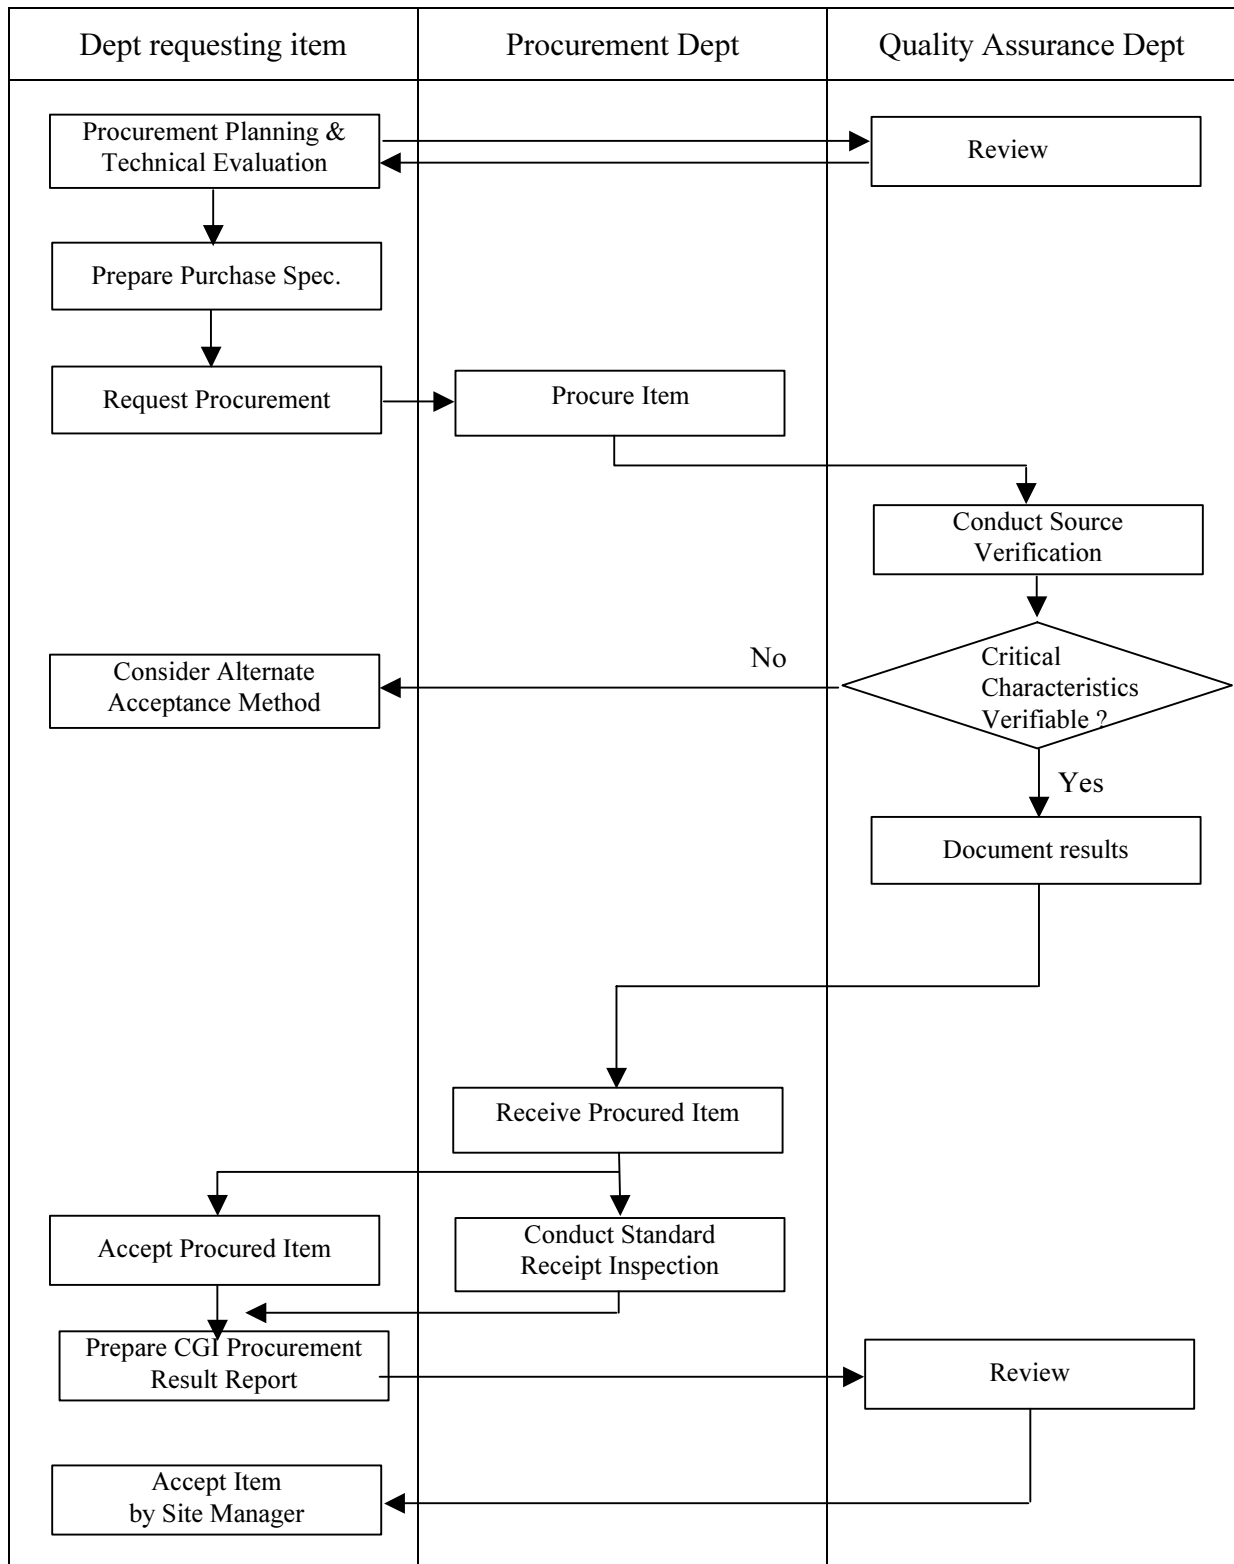 Dept requesting item
Procurement Dept
Quality Assurance Dept
Procurement Planning &
Technical Evaluation
Review
Prepare Purchase Spec.
Request Procurement
Procure Item
Conduct Source
Verification
Consider Alternate
Acceptance Method
No
Critical
Characteristics
Verifiable ?
Yes
Document results
Receive Procured Item
Accept Procured Item
Conduct Standard
Receipt Inspection
Prepare CGI Procurement
Result Report
Review
Accept Item
by Site Manager